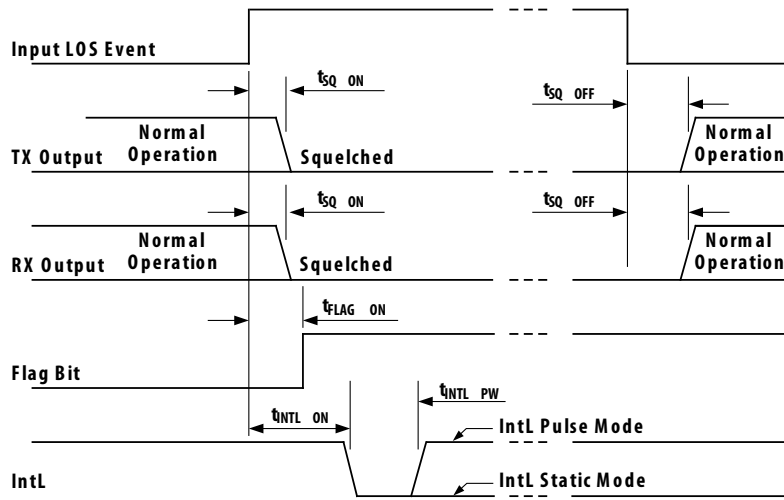 Input LOS Event
tSQ ON
tSQ OFF
Normal
Operation
TX Output
Squelched
Normal
Operation
tSQ ON
tSQ OFF
Normal
Operation
RX Output
Squelched
Normal
Operation
tFLAG ON
Flag Bit
tINTL PW
tINTL ON
IntL Pulse Mode
IntL
IntL Static Mode